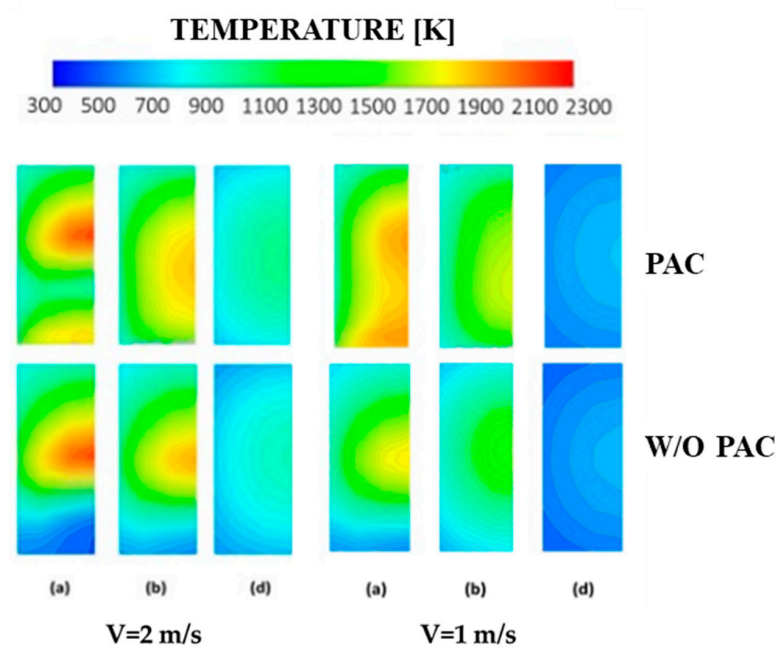 TEMPERATURE [K]
300 500 700 900 1100 1300 1500 1700 1900 2100 2300
PAC
W/O PAC
(a) (b) (d) (a) (b) (d)
V=2 m/s V=1 m/s